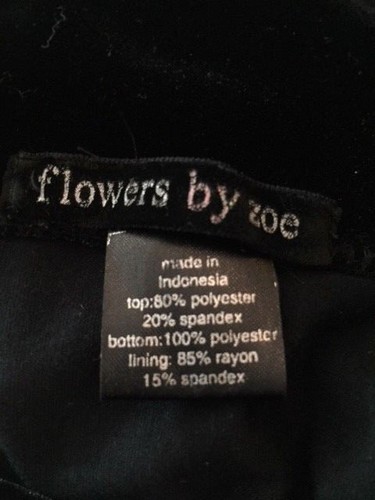 flowers by zoe
made in
Indonesia
top:80% polyester
20% spandex
bottom:100% polyester
lining: 85% rayon
15% spandex